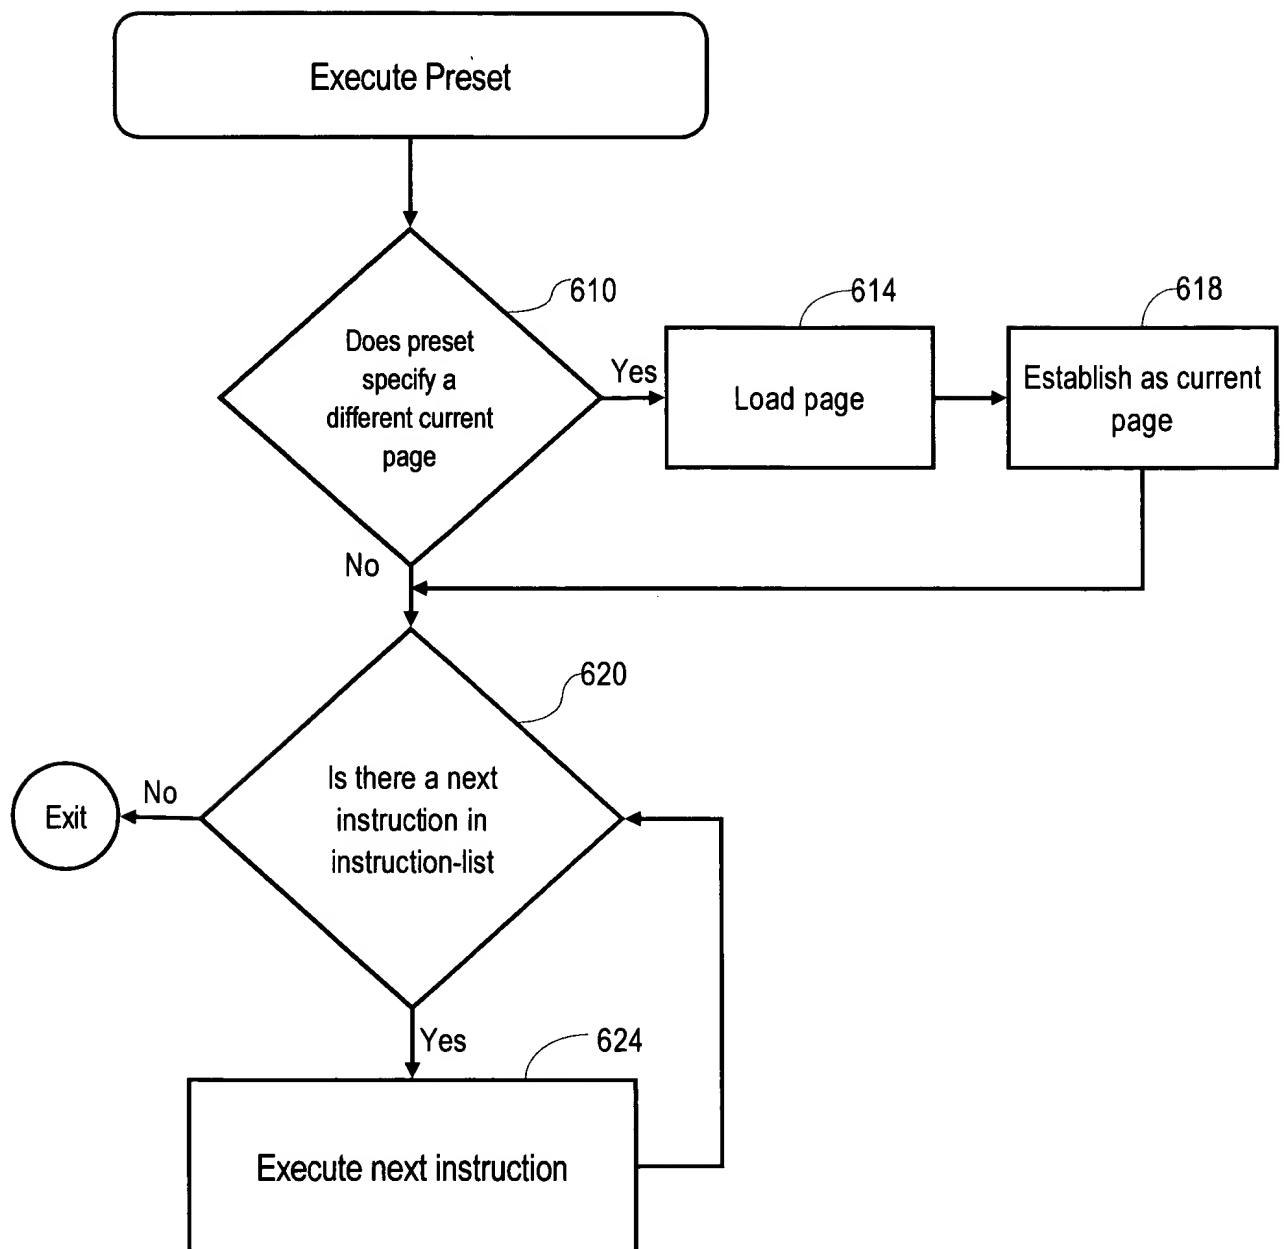 Execute Preset
610
Does preset
specify a
different current
page
Yes
614
Load page
618
Establish as current
page
No
620
Is there a next
instruction in
instruction-list
No
Exit
Yes
624
Execute next instruction